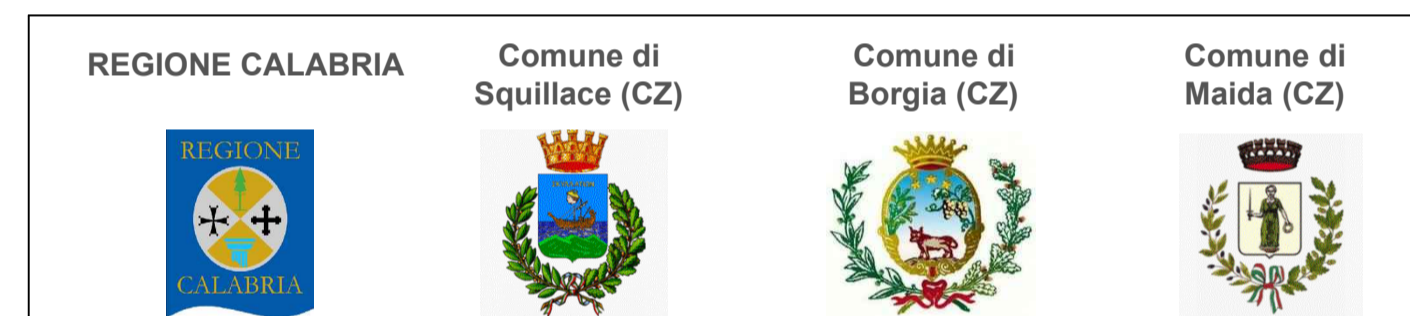 REGIONE CALABRIA
Comune di
Squillace (CZ)
Comune di
Borgia (CZ)
Comune di
Maida (CZ)
REGIONE
CALABRIA